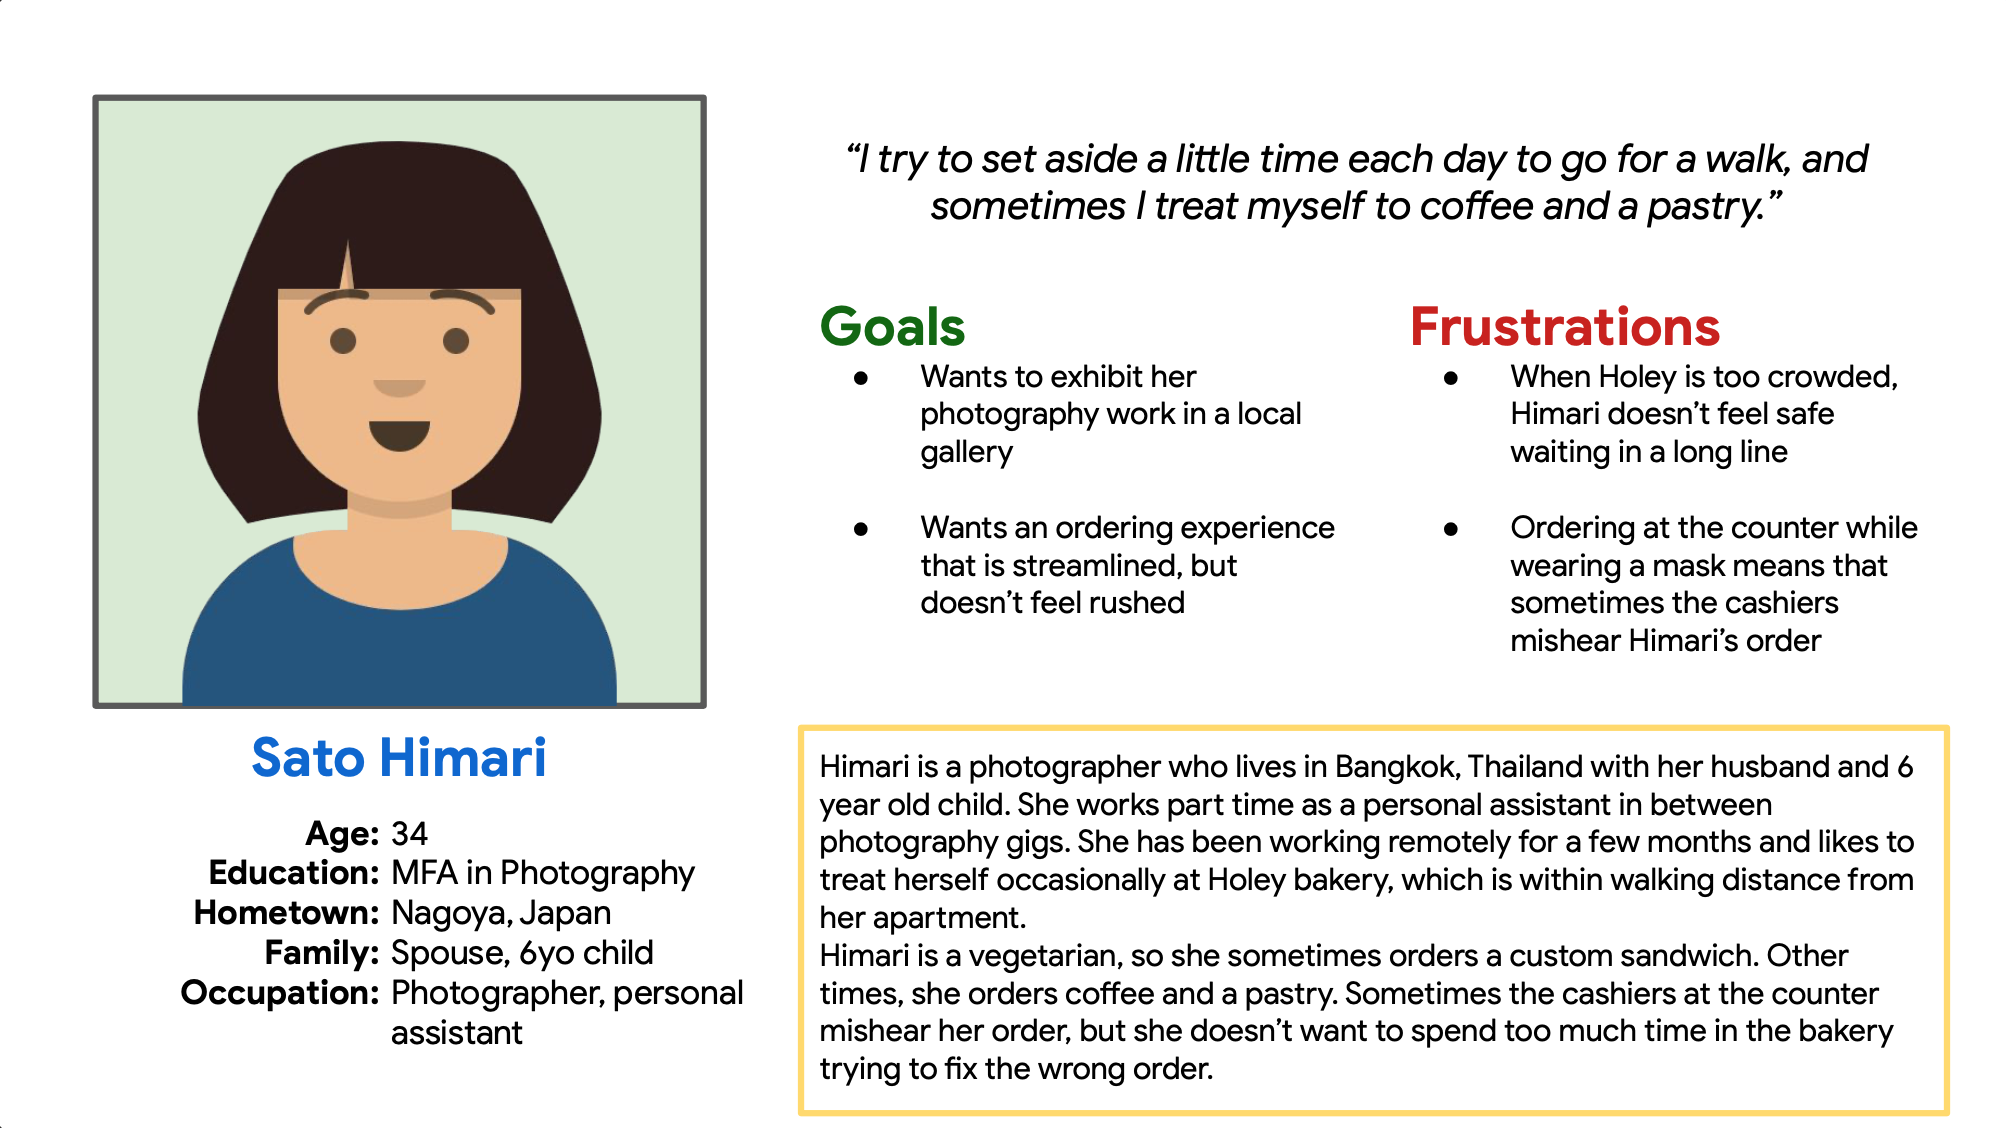 “I try to set aside a little time each day to go for a walk, and
sometimes I treat myself to coffee and a pastry.”
Goals
● Wants to exhibit her
photography work in a local
gallery
● Wants an ordering experience
that is streamlined, but
doesn’t feel rushed
Frustrations
● When Holey is too crowded,
Himari doesn’t feel safe
waiting in a long line
● Ordering at the counter while
wearing a mask means that
sometimes the cashiers
mishear Himari’s order
Sato Himari
Age: 34
Education: MFA in Photography
Hometown: Nagoya, Japan
Family: Spouse, 6yo child
Occupation: Photographer, personal
assistant
Himari is a photographer who lives in Bangkok, Thailand with her husband and 6
year old child. She works part time as a personal assistant in between
photography gigs. She has been working remotely for a few months and likes to
treat herself occasionally at Holey bakery, which is within walking distance from
her apartment.
Himari is a vegetarian, so she sometimes orders a custom sandwich. Other
times, she orders coffee and a pastry. Sometimes the cashiers at the counter
mishear her order, but she doesn’t want to spend too much time in the bakery
trying to fix the wrong order.